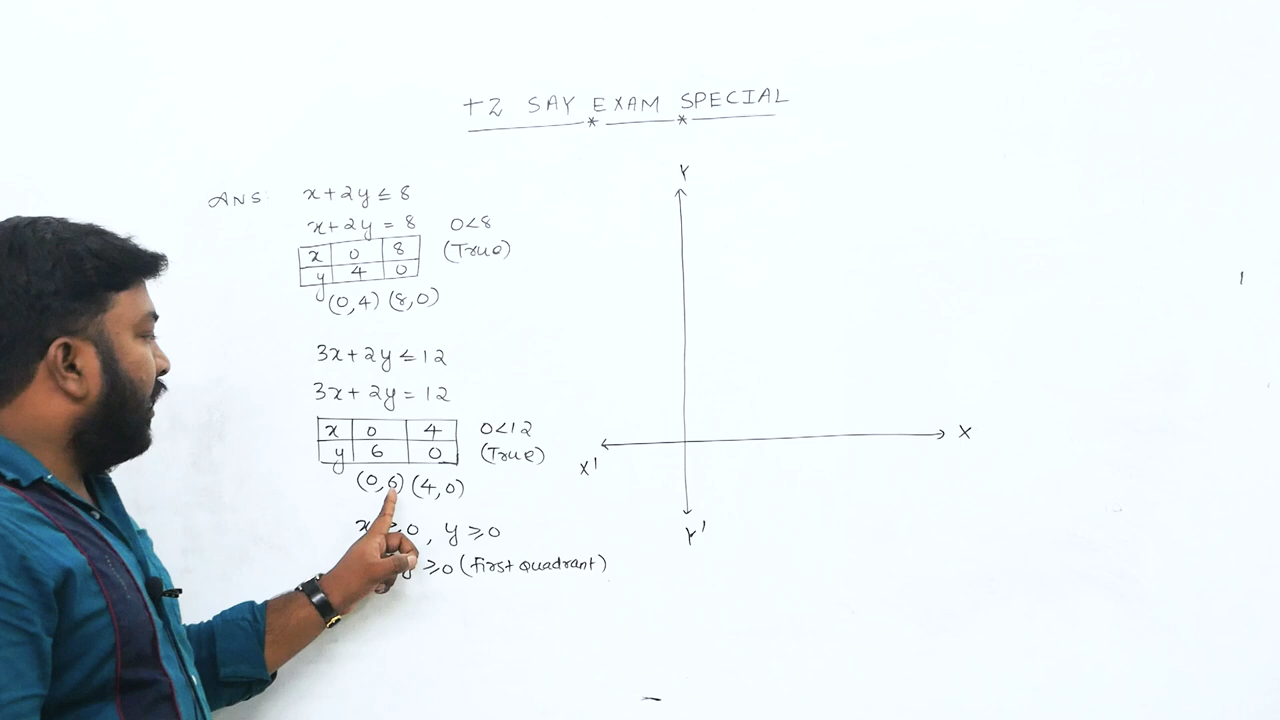 +2 SAY EXAM SPECIAL
ANS: x+2y ≤ 8
x+2y = 8 0<8
x 0 8 (True)
y 4 0
(0,4) (8,0)
3x+2y ≤ 12
3x+2y = 12
x 0 4 0<12
y 6 0 (True)
(0,6) (4,0)
x ≥ 0, y ≥ 0
y ≥ 0 (First quadrant)
Y
X' X
Y'